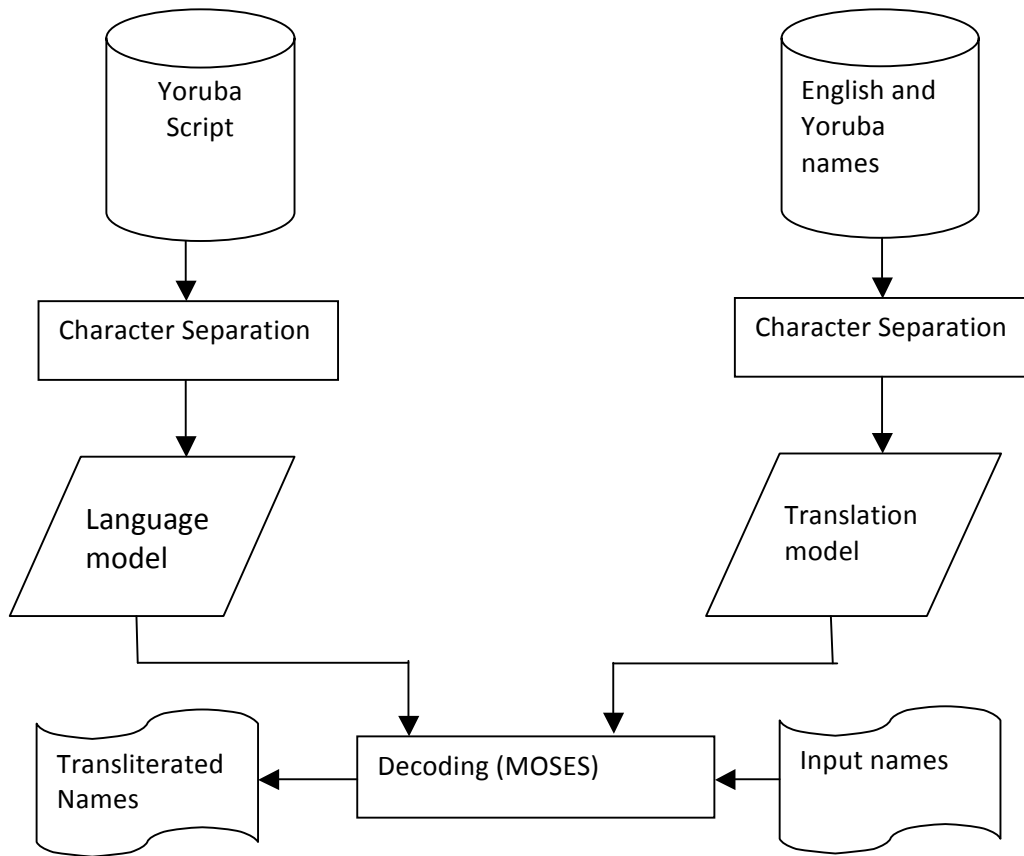 Yoruba
Script
English and
Yoruba
names
Character Separation
Character Separation
Language
model
Translation
model
Transliterated
Names
Decoding (MOSES)
Input names